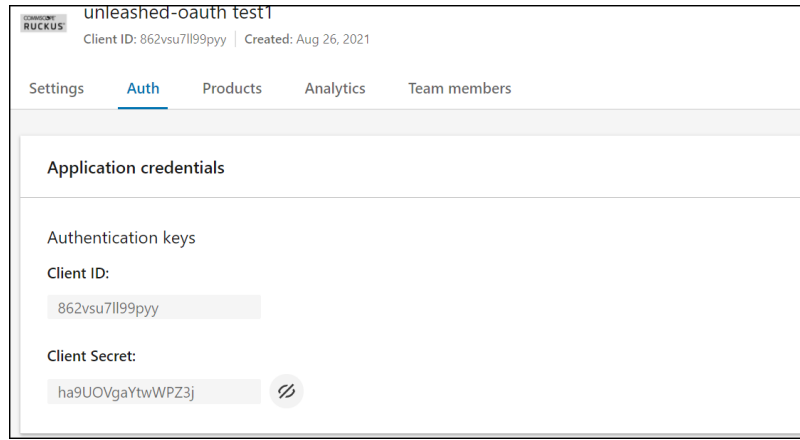 COMMSCOPE
RUCKUS
unleashed-oauth test1
Client ID: 862vsu7ll99pyy | Created: Aug 26, 2021
Settings Auth Products Analytics Team members
Application credentials
Authentication keys
Client ID:
862vsu7ll99pyy
Client Secret:
ha9UOVgaYtwWPZ3j